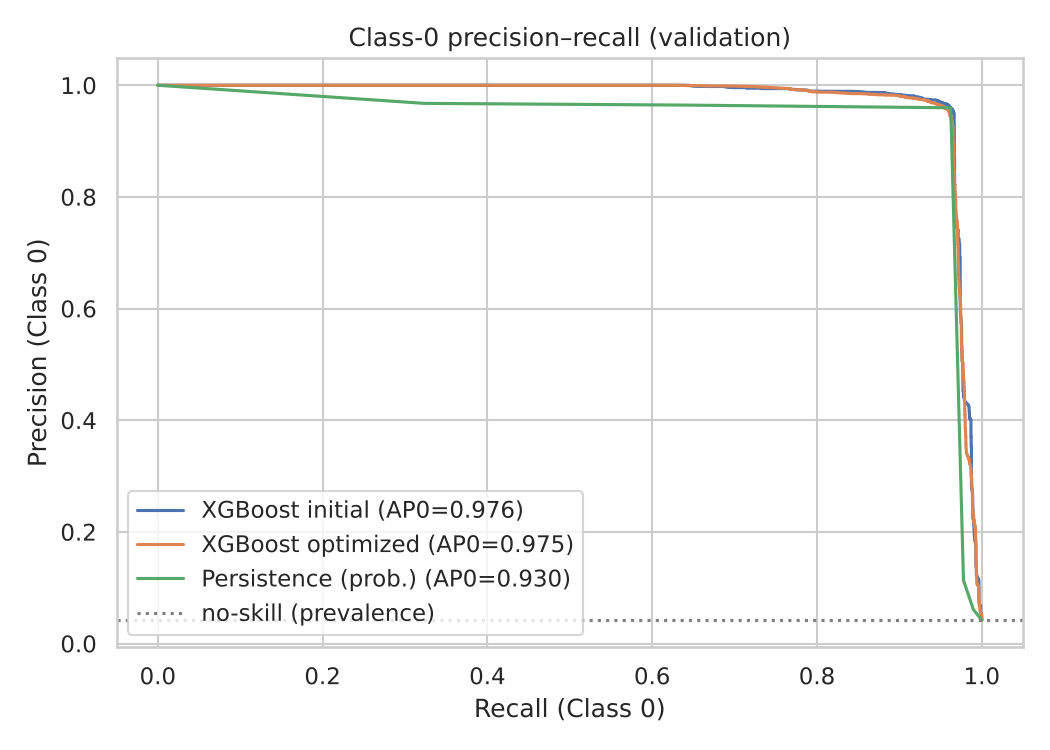 Class-0 precision–recall (validation)
1.0
0.8
0.6
0.4
0.2
0.0
Precision (Class 0)
XGBoost initial (AP0=0.976)
XGBoost optimized (AP0=0.975)
Persistence (prob.) (AP0=0.930)
no-skill (prevalence)
0.0 0.2 0.4 0.6 0.8 1.0
Recall (Class 0)